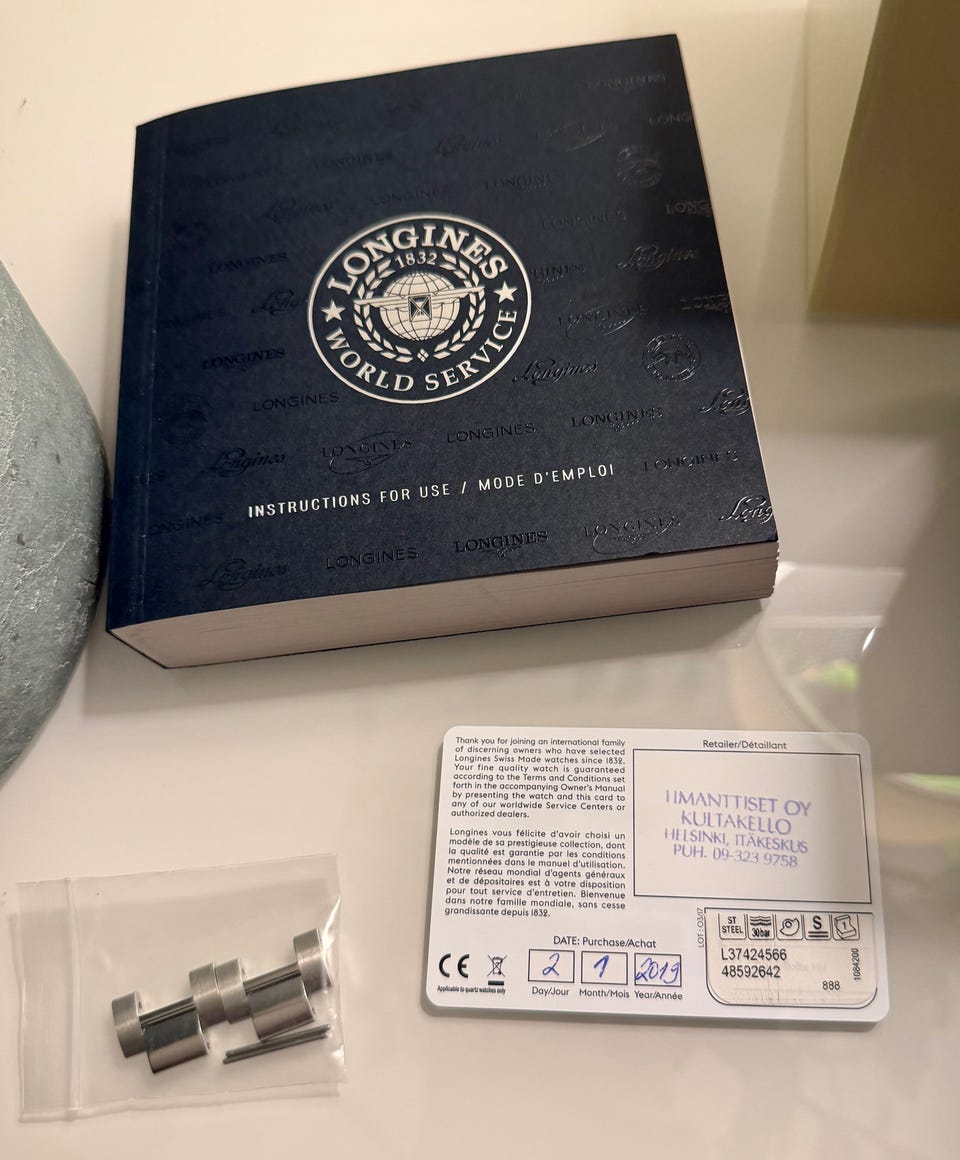 LONGINES
1832
WORLD SERVICE
INSTRUCTIONS FOR USE / MODE D'EMPLOI
Thank you for joining an international family
of discerning owners who have selected
Longines Swiss Made watches since 1832.
Your fine quality watch is guaranteed
according to the Terms and Conditions set
forth in the accompanying Owner's Manual
by presenting the watch and this card to
any of our worldwide Service Centers or
authorized dealers.
Longines vous félicite d'avoir choisi un
modèle de sa prestigieuse collection, dont
la qualité est garantie par les conditions
mentionnées dans le manuel d'utilisation.
Notre réseau mondial d'agents généraux
et de dépositaires est à votre disposition
pour tout service d'entretien. Bienvenue
dans notre famille mondiale, sans cesse
grandissante depuis 1832.
Retailer/Détaillant
OY
KULTAKELLO
HELSINKI, ITÄKESKUS
PUH. 09-323 9758
DATE: Purchase/Achat
2 1 2019
Day/Jour Month/Mois Year/Année
CE
Applicable to quartz watches only
LOT: 03/17
ST STEEL 30bar S 1
L37424566
48592642
888
1084200